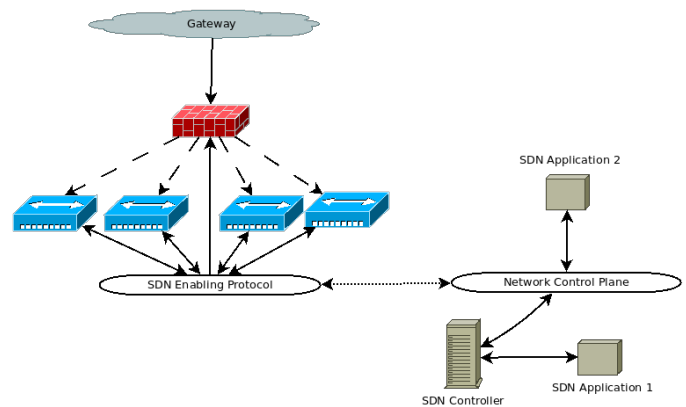 Gateway
SDN Application 2
SDN Enabling Protocol
Network Control Plane
SDN Application 1
SDN Controller